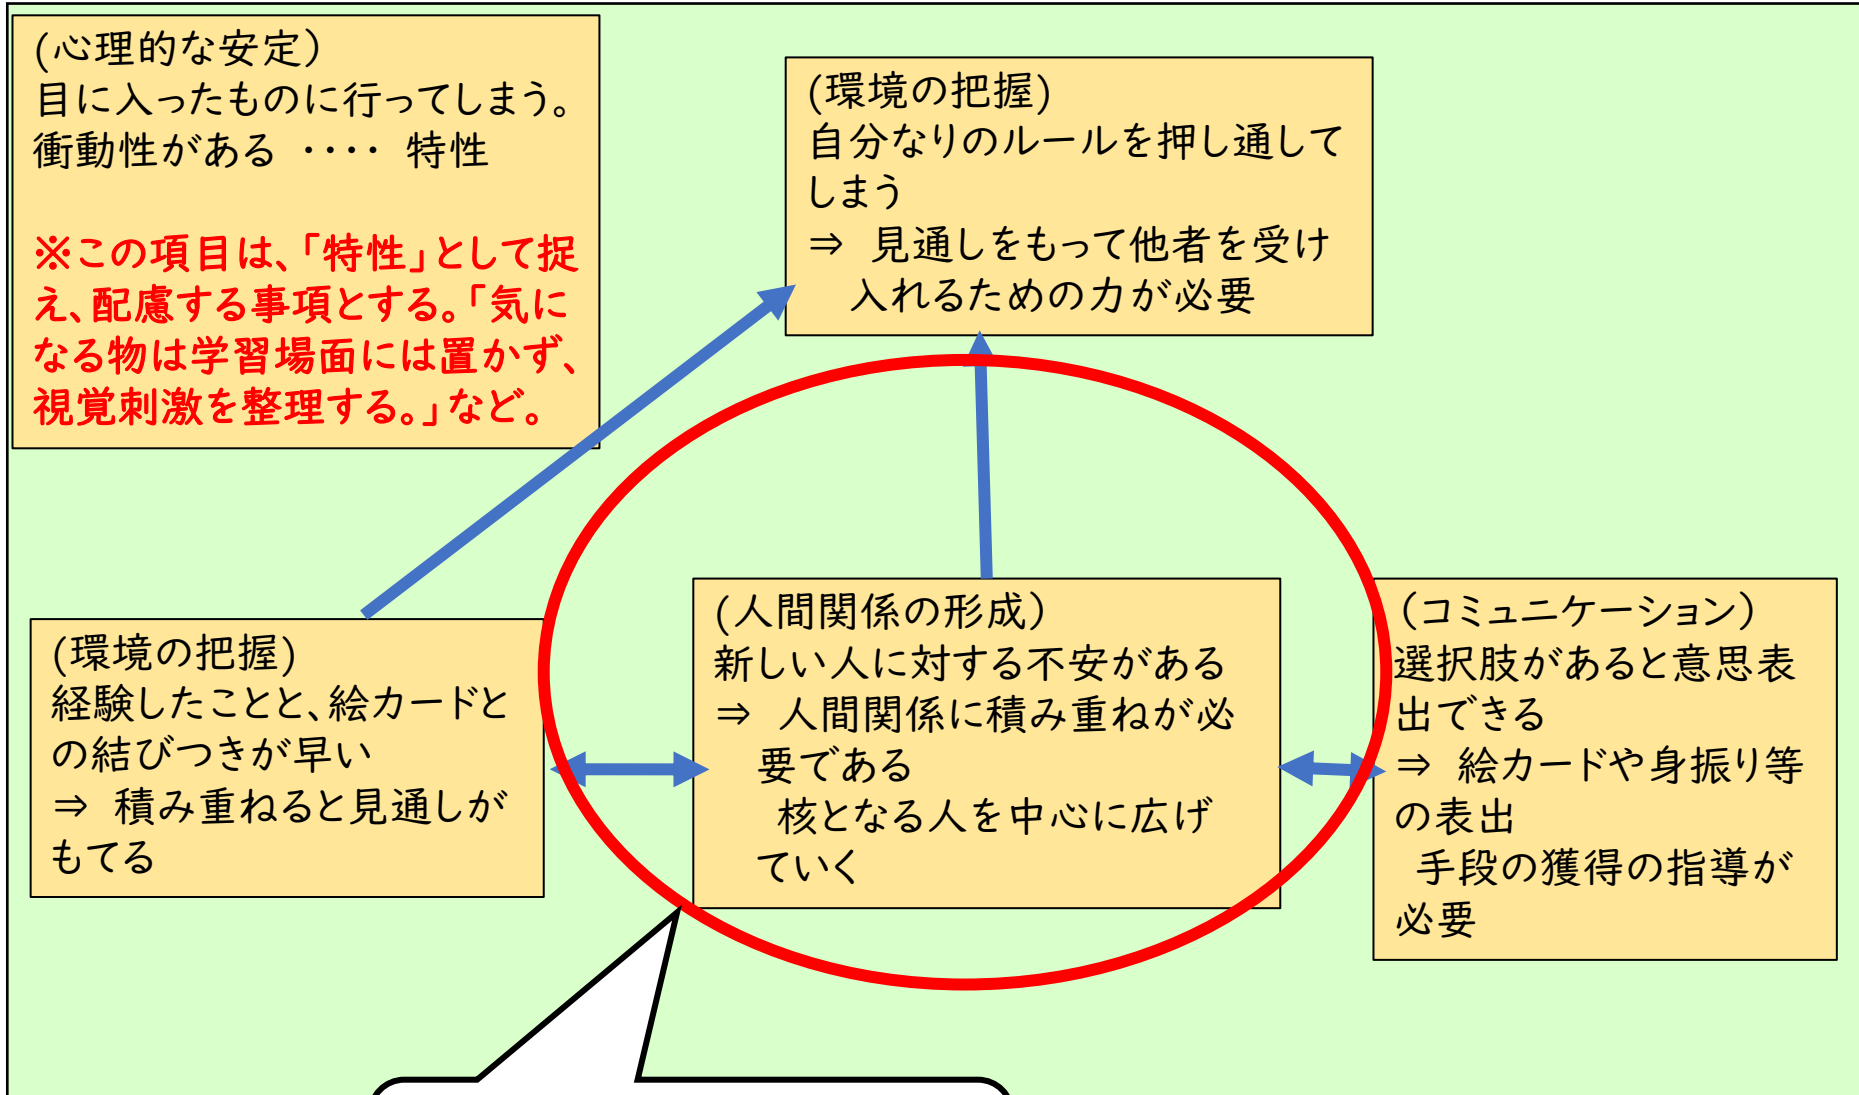 (心理的な安定）
目に入ったものに行ってしまう。
衝動性がある ‥‥ 特性
※この項目は、「特性」として捉
え、配慮する事項とする。「気に
なる物は学習場面には置かず、
視覚刺激を整理する。」など。
(環境の把握)
自分なりのルールを押し通して
しまう
⇒ 見通しをもって他者を受け
入れるための力が必要
(環境の把握)
経験したことと、絵カードと
の結びつきが早い
⇒ 積み重ねると見通しが
もてる
(人間関係の形成）
新しい人に対する不安がある
⇒ 人間関係に積み重ねが必
要である
核となる人を中心に広げ
ていく
（コミュニケーション）
選択肢があると意思表
出できる
⇒ 絵カードや身振り等
の表出
手段の獲得の指導が
必要